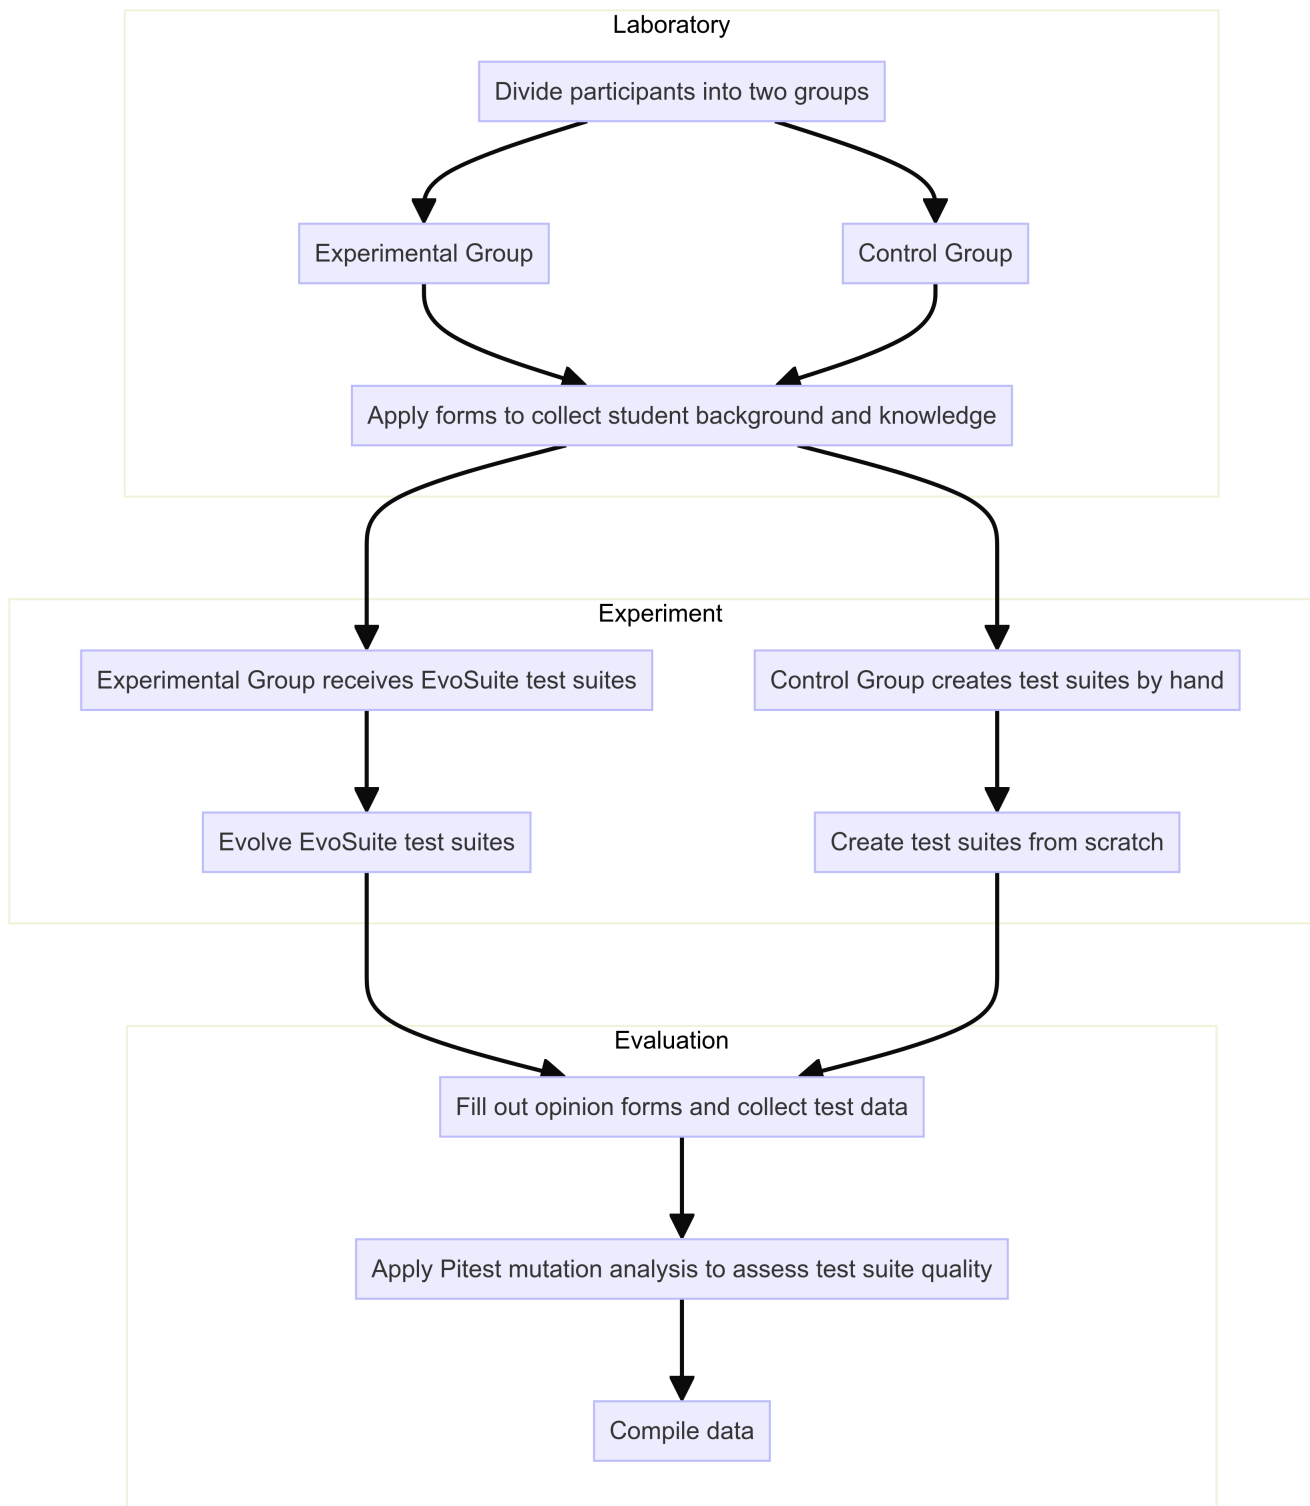 Laboratory
Divide participants into two groups
Experimental Group
Control Group
Apply forms to collect student background and knowledge
Experiment
Experimental Group receives EvoSuite test suites
Control Group creates test suites by hand
Evolve EvoSuite test suites
Create test suites from scratch
Evaluation
Fill out opinion forms and collect test data
Apply Pitest mutation analysis to assess test suite quality
Compile data